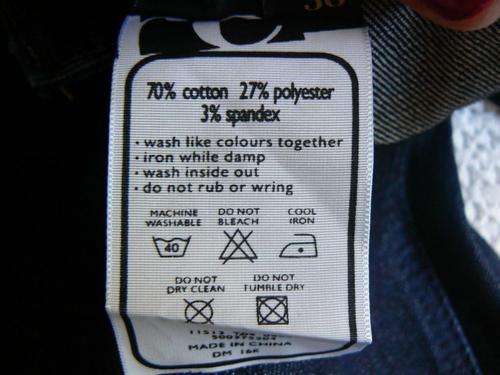 70% cotton 27% polyester
3% spandex
• wash like colours together
• iron while damp
• wash inside out
• do not rub or wring
MACHINE WASHABLE
DO NOT BLEACH
COOL IRON
40
DO NOT DRY CLEAN
DO NOT TUMBLE DRY
MADE IN CHINA